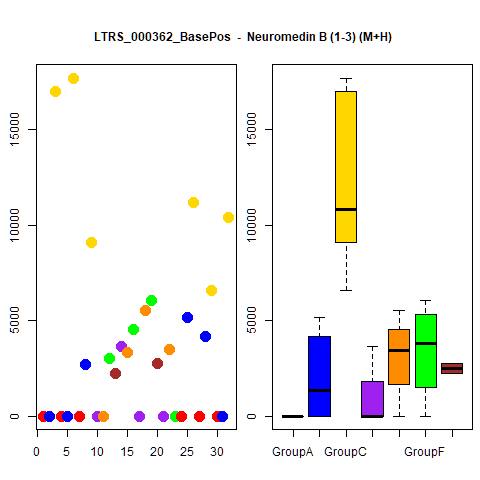 LTRS_000362_BasePos - Neuromedin B (1-3) (M+H)
0 5000 10000 15000
0 5 10 15 20 25 30
0 5000 10000 15000
GroupA GroupC GroupF